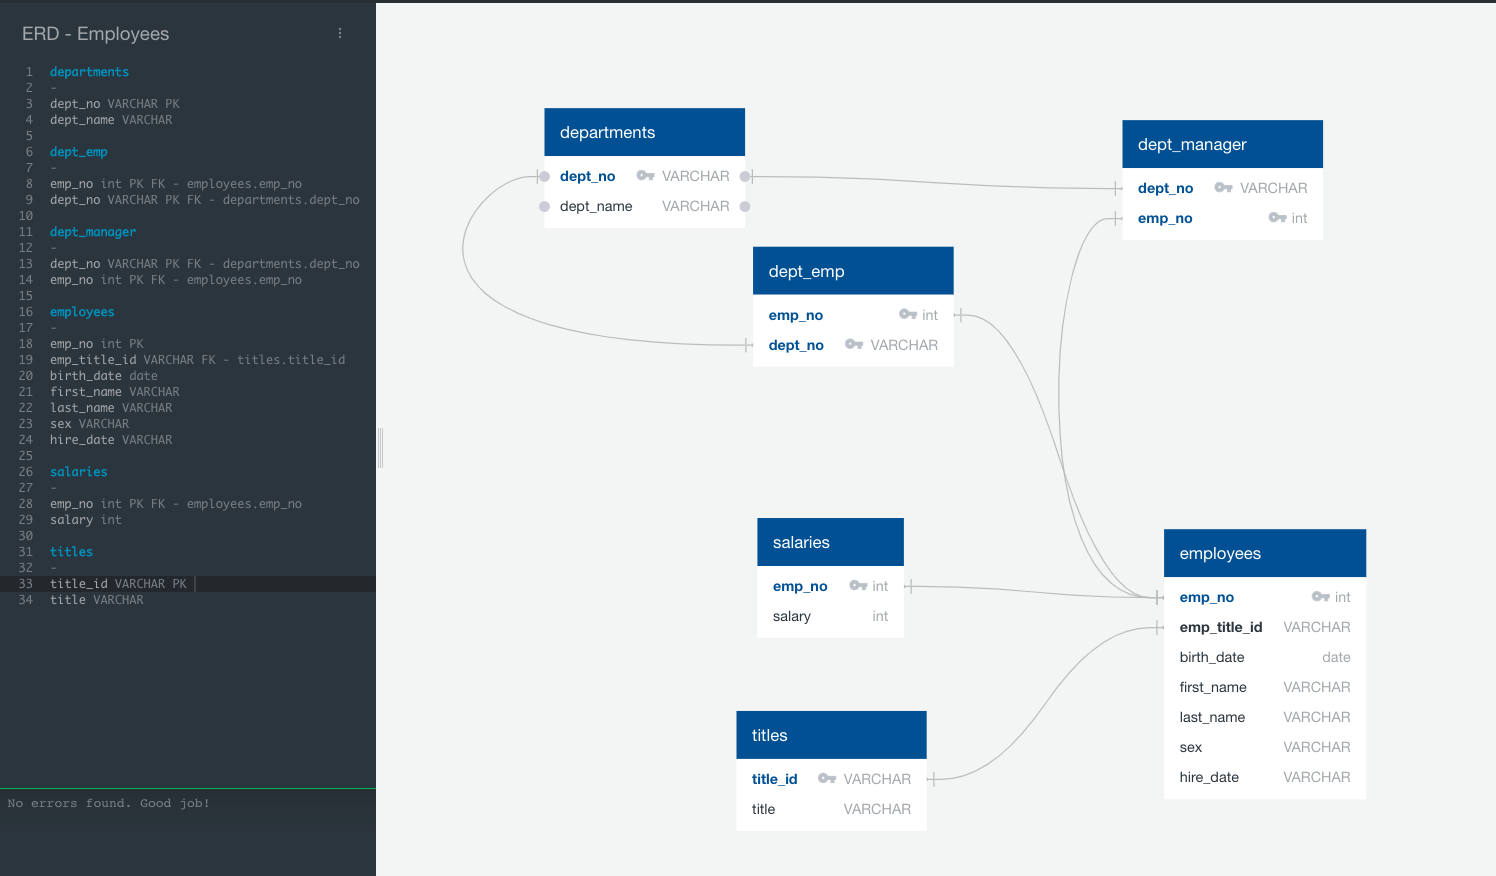 ERD - Employees
1 departments
2 -
3 dept_no VARCHAR PK
4 dept_name VARCHAR
5
6 dept_emp
7 -
8 emp_no int PK FK - employees.emp_no
9 dept_no VARCHAR PK FK - departments.dept_no
10
11 dept_manager
12 -
13 dept_no VARCHAR PK FK - departments.dept_no
14 emp_no int PK FK - employees.emp_no
15
16 employees
17 -
18 emp_no int PK
19 emp_title_id VARCHAR FK - titles.title_id
20 birth_date date
21 first_name VARCHAR
22 last_name VARCHAR
23 sex VARCHAR
24 hire_date VARCHAR
25
26 salaries
27 -
28 emp_no int PK FK - employees.emp_no
29 salary int
30
31 titles
32 -
33 title_id VARCHAR PK
34 title VARCHAR
No errors found. Good job!
departments
dept_no VARCHAR
dept_name VARCHAR
dept_manager
dept_no VARCHAR
emp_no int
dept_emp
emp_no int
dept_no VARCHAR
salaries
emp_no int
salary int
employees
emp_no int
emp_title_id VARCHAR
birth_date date
first_name VARCHAR
last_name VARCHAR
sex VARCHAR
hire_date VARCHAR
titles
title_id VARCHAR
title VARCHAR